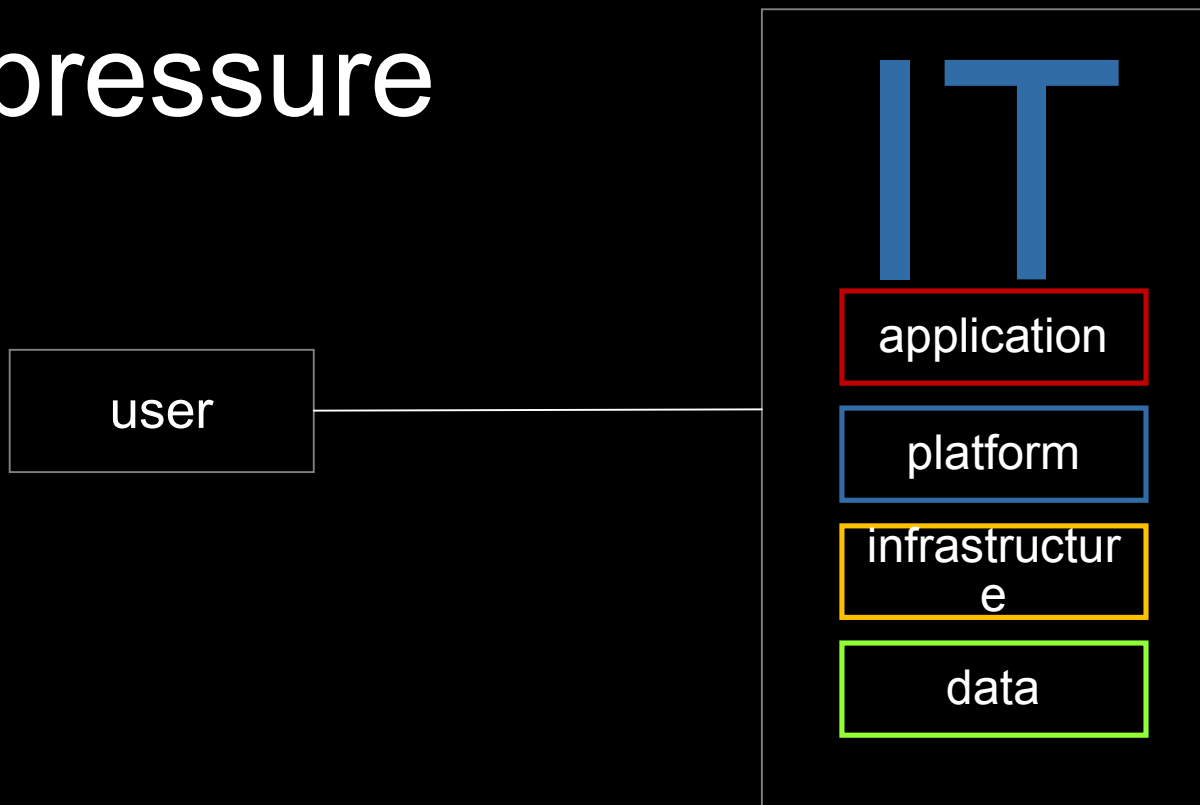 pressure
IT
application
user
platform
infrastructur
e
data